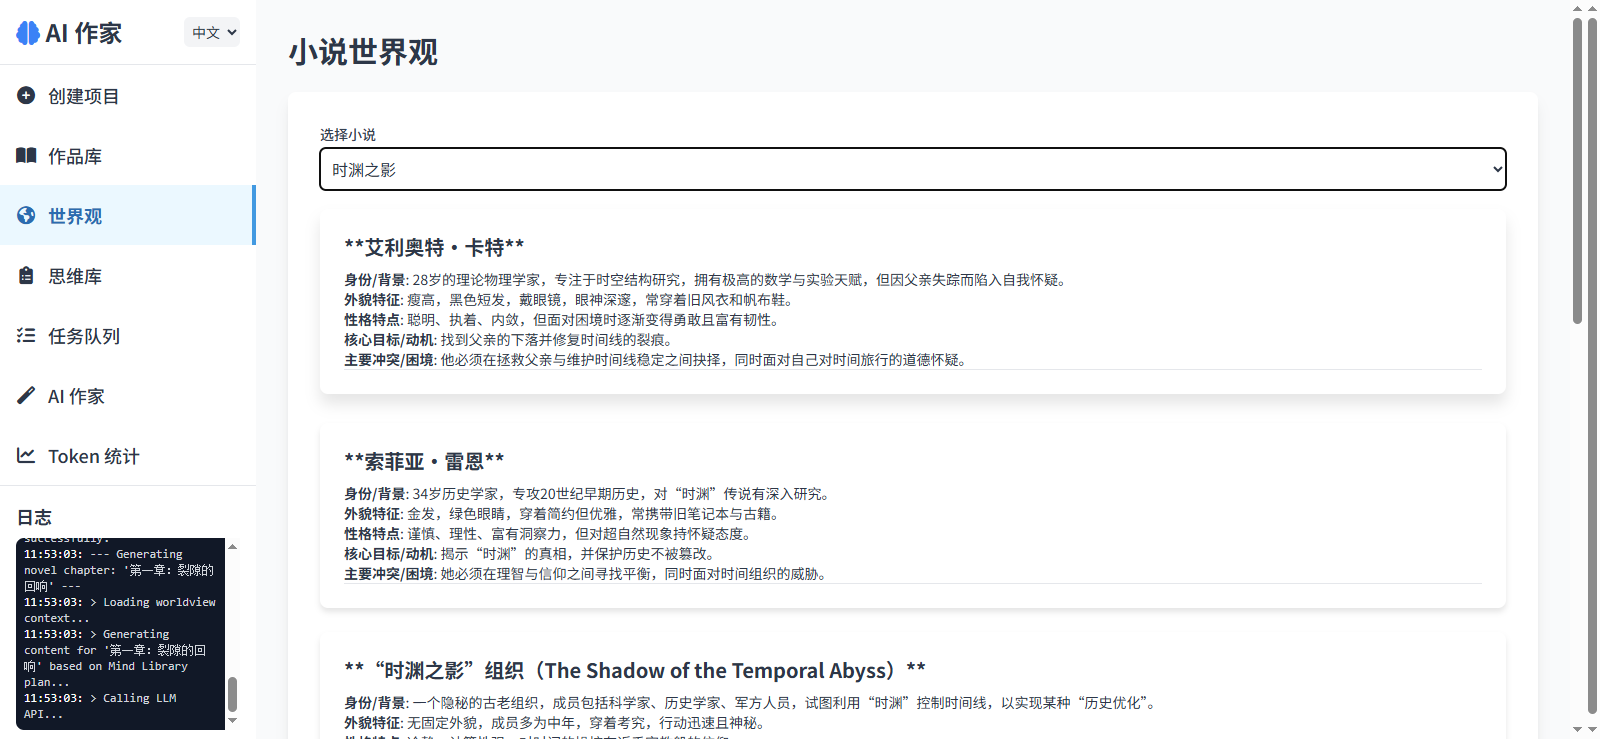 AI 作家
中文
创建项目
作品库
世界观
思维库
任务队列
AI 作家
Token 统计
日志
successfully.
11:53:03: --- Generating
novel chapter: '第一章：裂隙的
回响' ---
11:53:03: > Loading worldview
context...
11:53:03: > Generating
content for '第一章：裂隙的回
响' based on Mind Library
plan...
11:53:03: > Calling LLM
API...
小说世界观
选择小说
时渊之影
**艾利奥特·卡特**
身份/背景: 28岁的理论物理学家，专注于时空结构研究，拥有极高的数学与实验天赋，但因父亲失踪而陷入自我怀疑。
外貌特征: 瘦高，黑色短发，戴眼镜，眼神深邃，常穿着旧风衣和帆布鞋。
性格特点: 聪明、执着、内敛，但面对困境时逐渐变得勇敢且富有韧性。
核心目标/动机: 找到父亲的下落并修复时间线的裂痕。
主要冲突/困境: 他必须在拯救父亲与维护时间线稳定之间抉择，同时面对自己对时间旅行的道德怀疑。
**索菲亚·雷恩**
身份/背景: 34岁历史学家，专攻20世纪早期历史，对“时渊”传说有深入研究。
外貌特征: 金发，绿色眼睛，穿着简约但优雅，常携带旧笔记本与古籍。
性格特点: 谨慎、理性、富有洞察力，但对超自然现象持怀疑态度。
核心目标/动机: 揭示“时渊”的真相，并保护历史不被篡改。
主要冲突/困境: 她必须在理智与信仰之间寻找平衡，同时面对时间组织的威胁。
**“时渊之影”组织（The Shadow of the Temporal Abyss）**
身份/背景: 一个隐秘的古老组织，成员包括科学家、历史学家、军方人员，试图利用“时渊”控制时间线，以实现某种“历史优化”。
外貌特征: 无固定外貌，成员多为中年，穿着考究，行动迅速且神秘。